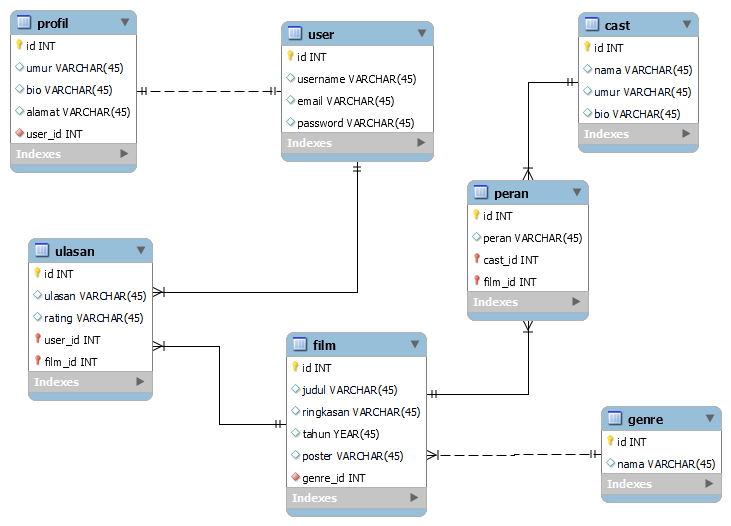 profil
id INT
umur VARCHAR(45)
bio VARCHAR(45)
alamat VARCHAR(45)
user_id INT
Indexes
user
id INT
username VARCHAR(45)
email VARCHAR(45)
password VARCHAR(45)
Indexes
cast
id INT
nama VARCHAR(45)
umur VARCHAR(45)
bio VARCHAR(45)
Indexes
peran
id INT
peran VARCHAR(45)
cast_id INT
film_id INT
Indexes
ulasan
id INT
ulasan VARCHAR(45)
rating VARCHAR(45)
user_id INT
film_id INT
Indexes
film
id INT
judul VARCHAR(45)
ringkasan VARCHAR(45)
tahun YEAR(45)
poster VARCHAR(45)
genre_id INT
Indexes
genre
id INT
nama VARCHAR(45)
Indexes